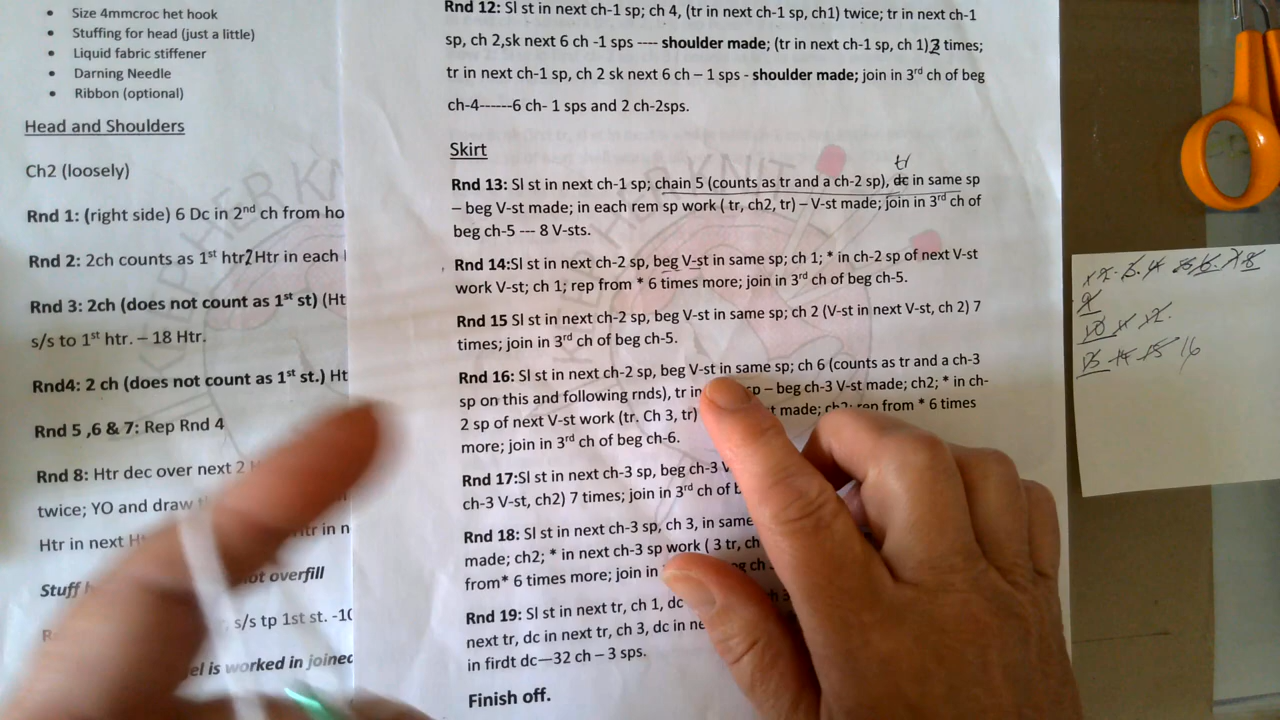 Size 4mmcroc het hook
Stuffing for head (just a little)
Liquid fabric stiffener
Darning Needle
Ribbon (optional)
Head and Shoulders
Ch2 (loosely)
Rnd 1: (right side) 6 Dc in 2nd ch from ho
Rnd 2: 2ch counts as 1st htr? Htr in each
Rnd 3: 2ch (does not count as 1st st) (Ht
s/s to 1st htr. – 18 Htr.
Rnd4: 2 ch (does not count as 1st st.) Ht
Rnd 5 ,6 & 7: Rep Rnd 4
Rnd 8: Htr dec over next 2
twice; YO and draw
Htr in next
tr in n
Stuff
ot overfill
s/s tp 1st st. -10
el is worked in joined
Rnd 12: Sl st in next ch-1 sp; ch 4, (tr in next ch-1 sp, ch1) twice; tr in next ch-1
sp, ch 2,sk next 6 ch -1 sps ---- shoulder made; (tr in next ch-1 sp, ch 1) 3 times;
tr in next ch-1 sp, ch 2 sk next 6 ch – 1 sps - shoulder made; join in 3rd ch of beg
ch-4------6 ch- 1 sps and 2 ch-2sps.
Skirt
tr
Rnd 13: Sl st in next ch-1 sp; chain 5 (counts as tr and a ch-2 sp), dc in same sp
– beg V-st made; in each rem sp work ( tr, ch2, tr) – V-st made; join in 3rd ch of
beg ch-5 --- 8 V-sts.
Rnd 14:Sl st in next ch-2 sp, beg V-st in same sp; ch 1; * in ch-2 sp of next V-st
work V-st; ch 1; rep from * 6 times more; join in 3rd ch of beg ch-5.
Rnd 15 Sl st in next ch-2 sp, beg V-st in same sp; ch 2 (V-st in next V-st, ch 2) 7
times; join in 3rd ch of beg ch-5.
Rnd 16: Sl st in next ch-2 sp, beg V-st in same sp; ch 6 (counts as tr and a ch-3
sp on this and following rnds), tr in sp – beg ch-3 V-st made; ch2; * in ch-
2 sp of next V-st work (tr. Ch 3, tr) made; ch2; rep from * 6 times
more; join in 3rd ch of beg ch-6.
Rnd 17:Sl st in next ch-3 sp, beg ch-3 V
ch-3 V-st, ch2) 7 times; join in 3rd ch of b
Rnd 18: Sl st in next ch-3 sp, ch 3, in same
made; ch2; * in next ch-3 sp work ( 3 tr, ch
from* 6 times more; join in
Rnd 19: Sl st in next tr, ch 1, dc
next tr, dc in next tr, ch 3, dc in ne
in firdt dc—32 ch – 3 sps.
Finish off.
9
10 11 12.
13 14 15 16